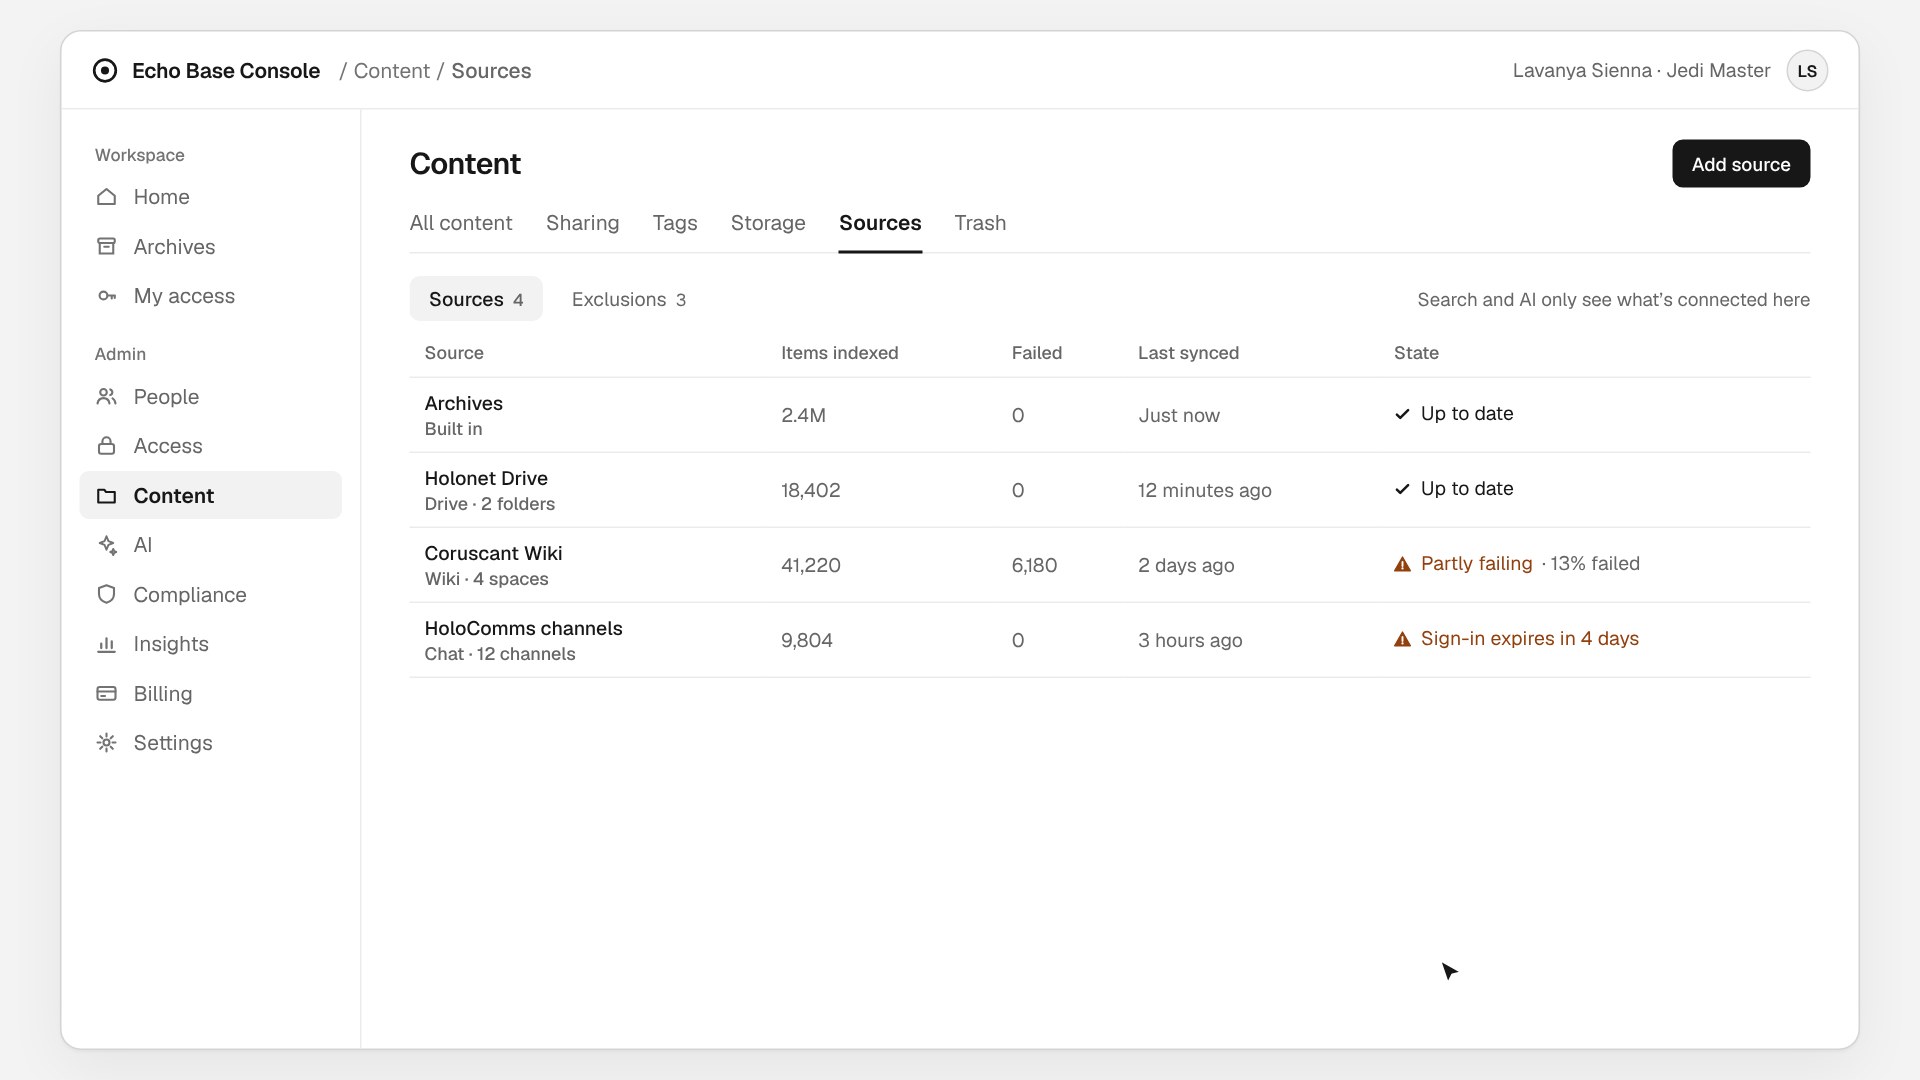 Echo Base Console / Content / Sources
Lavanya Sienna · Jedi Master LS
Workspace
Home
Archives
My access
Admin
People
Access
Content
AI
Compliance
Insights
Billing
Settings
Content
Add source
All content Sharing Tags Storage Sources Trash
Sources 4 Exclusions 3
Search and AI only see what’s connected here
Source Items indexed Failed Last synced State
Archives
Built in
2.4M 0 Just now Up to date
Holonet Drive
Drive · 2 folders
18,402 0 12 minutes ago Up to date
Coruscant Wiki
Wiki · 4 spaces
41,220 6,180 2 days ago Partly failing · 13% failed
HoloComms channels
Chat · 12 channels
9,804 0 3 hours ago Sign-in expires in 4 days